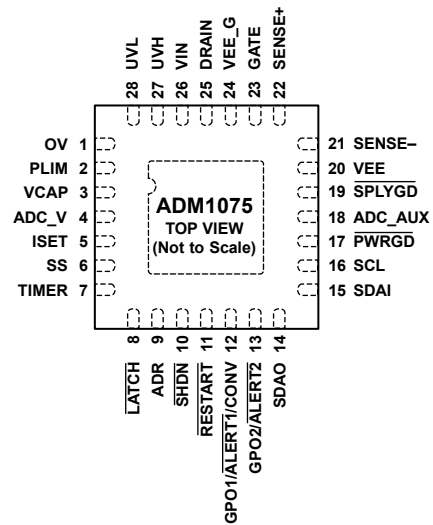 28 UVL
27 UVH
26 VIN
25 DRAIN
24 VEE_G
23 GATE
22 SENSE+
OV 1
PLIM 2
VCAP 3
ADC_V 4
ISET 5
SS 6
TIMER 7
ADM1075
TOP VIEW
(Not to Scale)
21 SENSE–
20 VEE
19 SPLYGD
18 ADC_AUX
17 PWRGD
16 SCL
15 SDAI
LATCH 8
ADR 9
SHDN 10
RESTART 11
GPO1/ALERT1/CONV 12
GPO2/ALERT2 13
SDAO 14